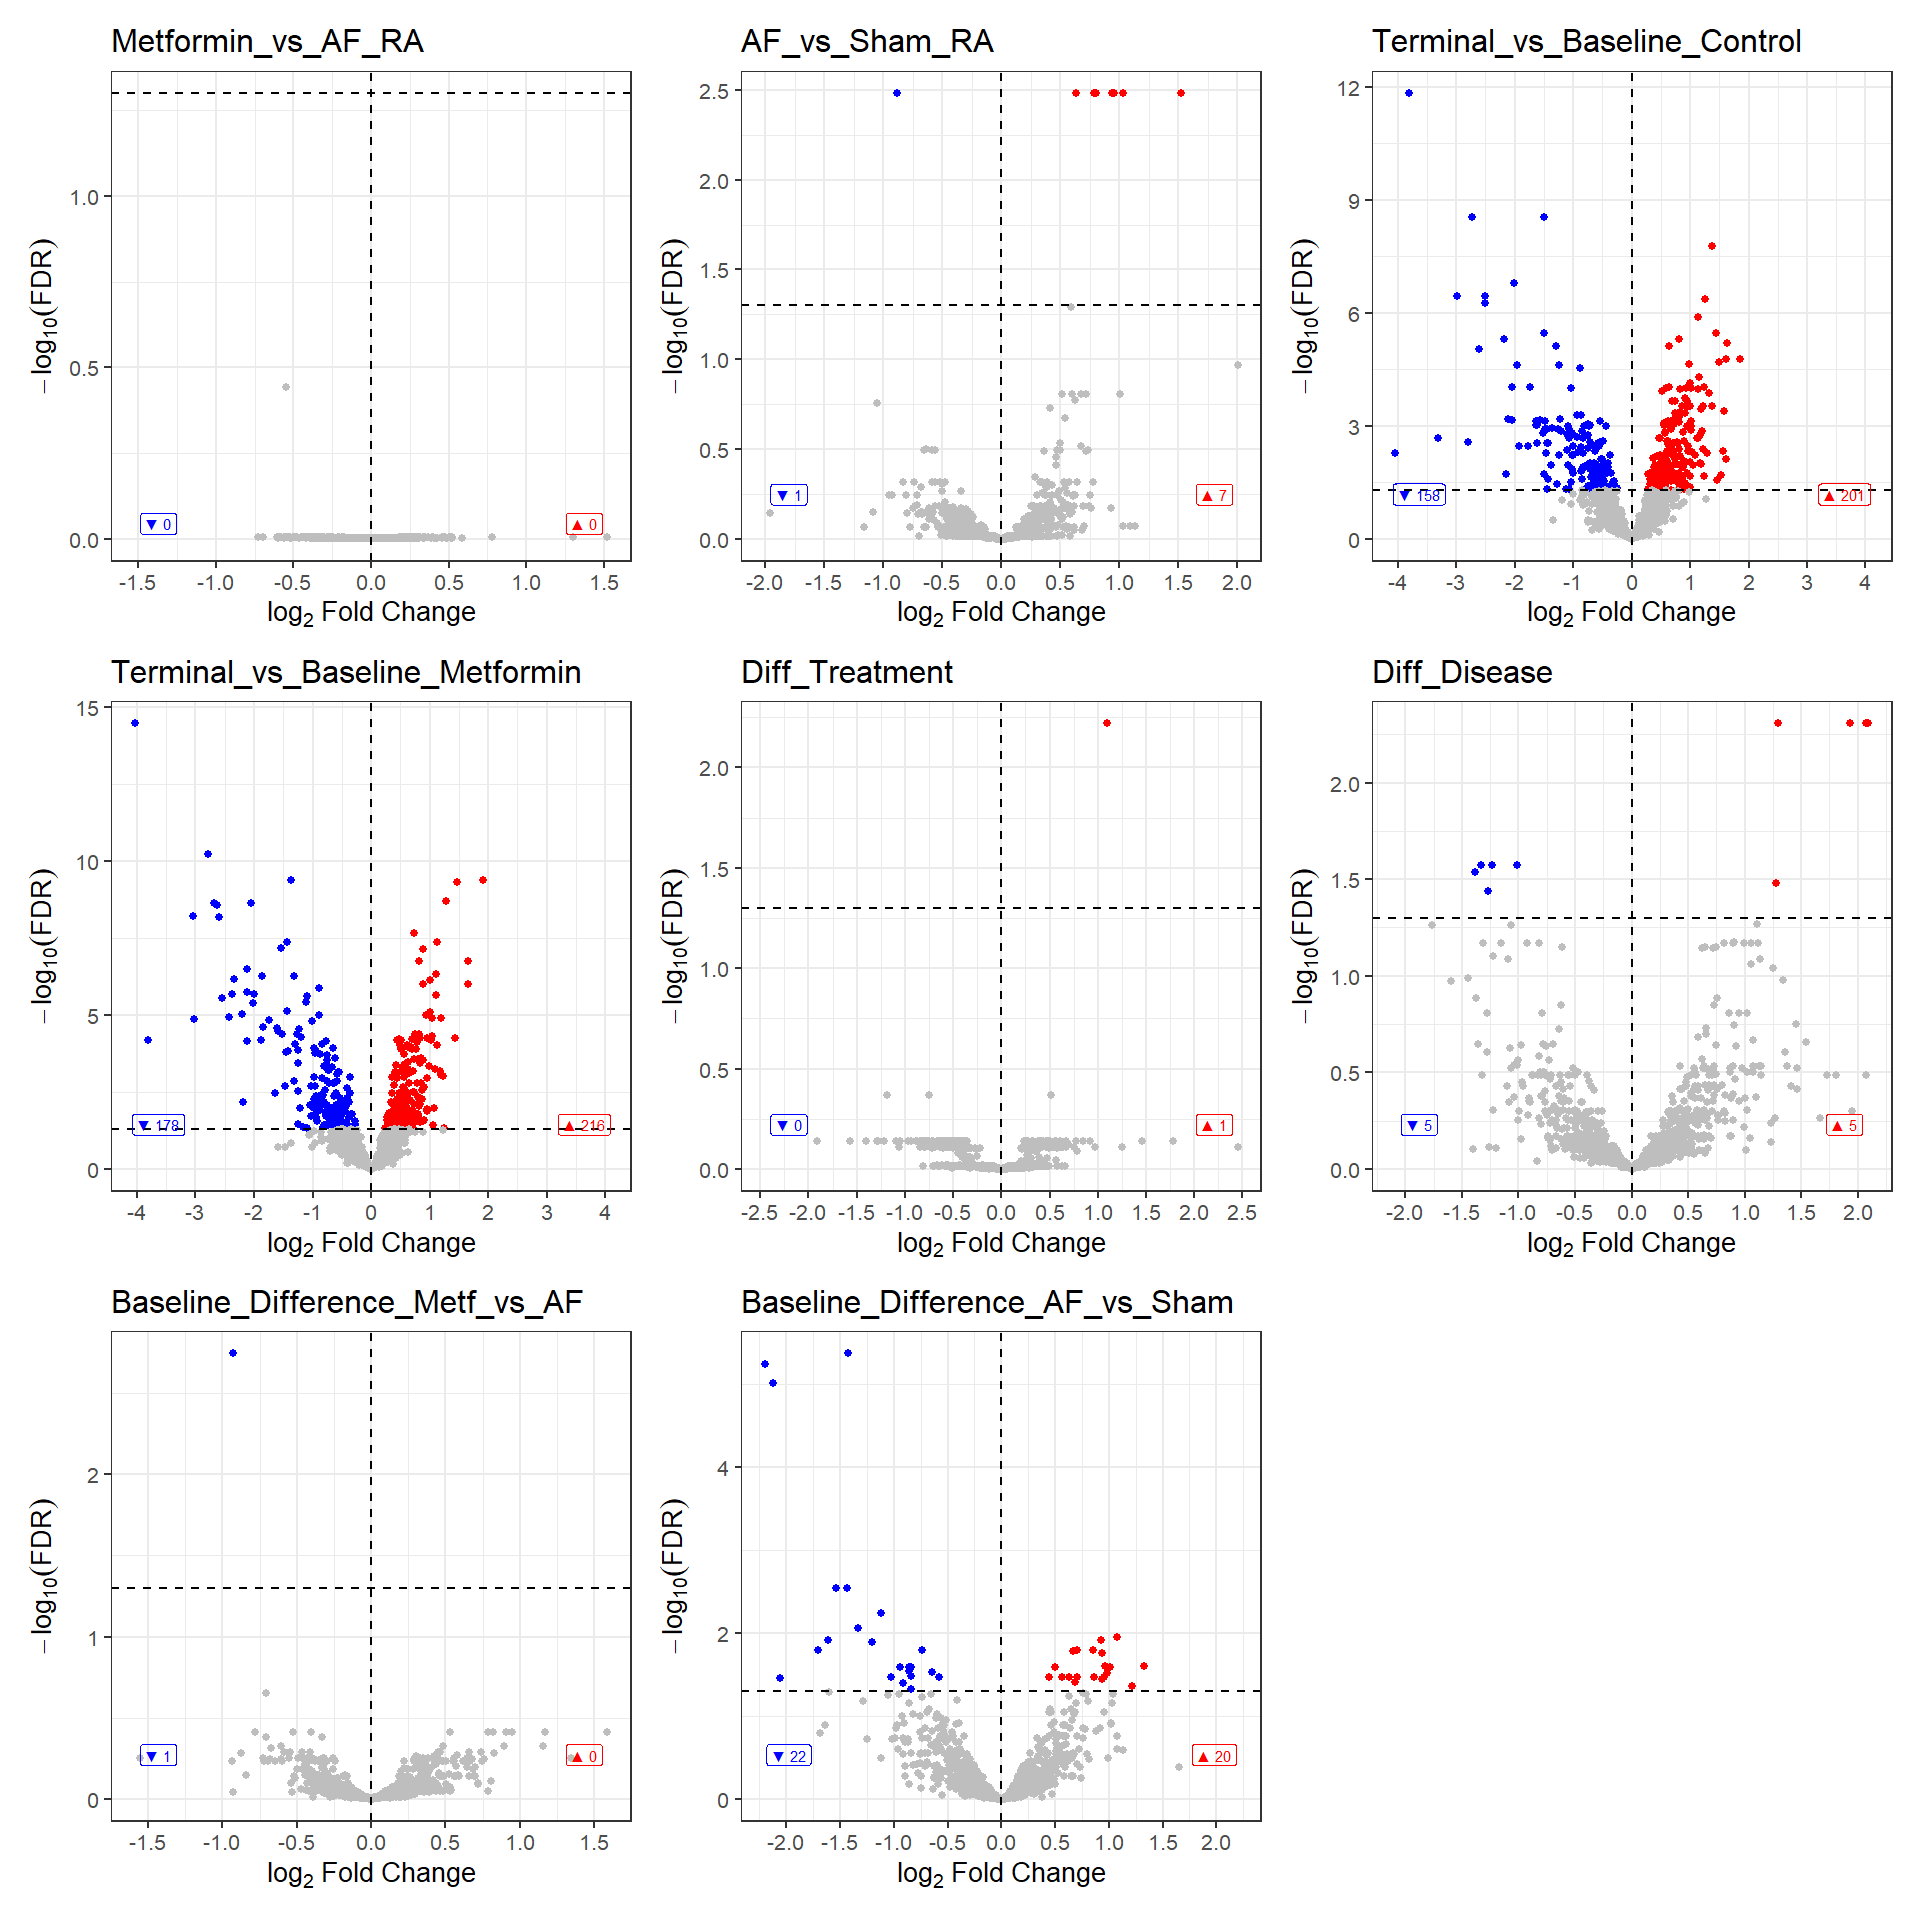 Metformin_vs_AF_RA
AF_vs_Sham_RA
Terminal_vs_Baseline_Control
− log10(FDR)
1.0
0.5
0.0
▼ 0
▲ 0
-1.5 -1.0 -0.5 0.0 0.5 1.0 1.5
log2 Fold Change
− log10(FDR)
2.5
2.0
1.5
1.0
0.5
0.0
▼ 1
▲ 7
-2.0 -1.5 -1.0 -0.5 0.0 0.5 1.0 1.5 2.0
log2 Fold Change
− log10(FDR)
12
9
6
3
0
▼ 158
▲ 201
-4 -3 -2 -1 0 1 2 3 4
log2 Fold Change
Terminal_vs_Baseline_Metformin
Diff_Treatment
Diff_Disease
− log10(FDR)
15
10
5
0
▼ 178
▲ 216
-4 -3 -2 -1 0 1 2 3 4
log2 Fold Change
− log10(FDR)
2.0
1.5
1.0
0.5
0.0
▼ 0
▲ 1
-2.5 -2.0 -1.5 -1.0 -0.5 0.0 0.5 1.0 1.5 2.0 2.5
log2 Fold Change
− log10(FDR)
2.0
1.5
1.0
0.5
0.0
▼ 5
▲ 5
-2.0 -1.5 -1.0 -0.5 0.0 0.5 1.0 1.5 2.0
log2 Fold Change
Baseline_Difference_Metf_vs_AF
Baseline_Difference_AF_vs_Sham
− log10(FDR)
2
1
0
▼ 1
▲ 0
-1.5 -1.0 -0.5 0.0 0.5 1.0 1.5
log2 Fold Change
− log10(FDR)
4
2
0
▼ 22
▲ 20
-2.0 -1.5 -1.0 -0.5 0.0 0.5 1.0 1.5 2.0
log2 Fold Change